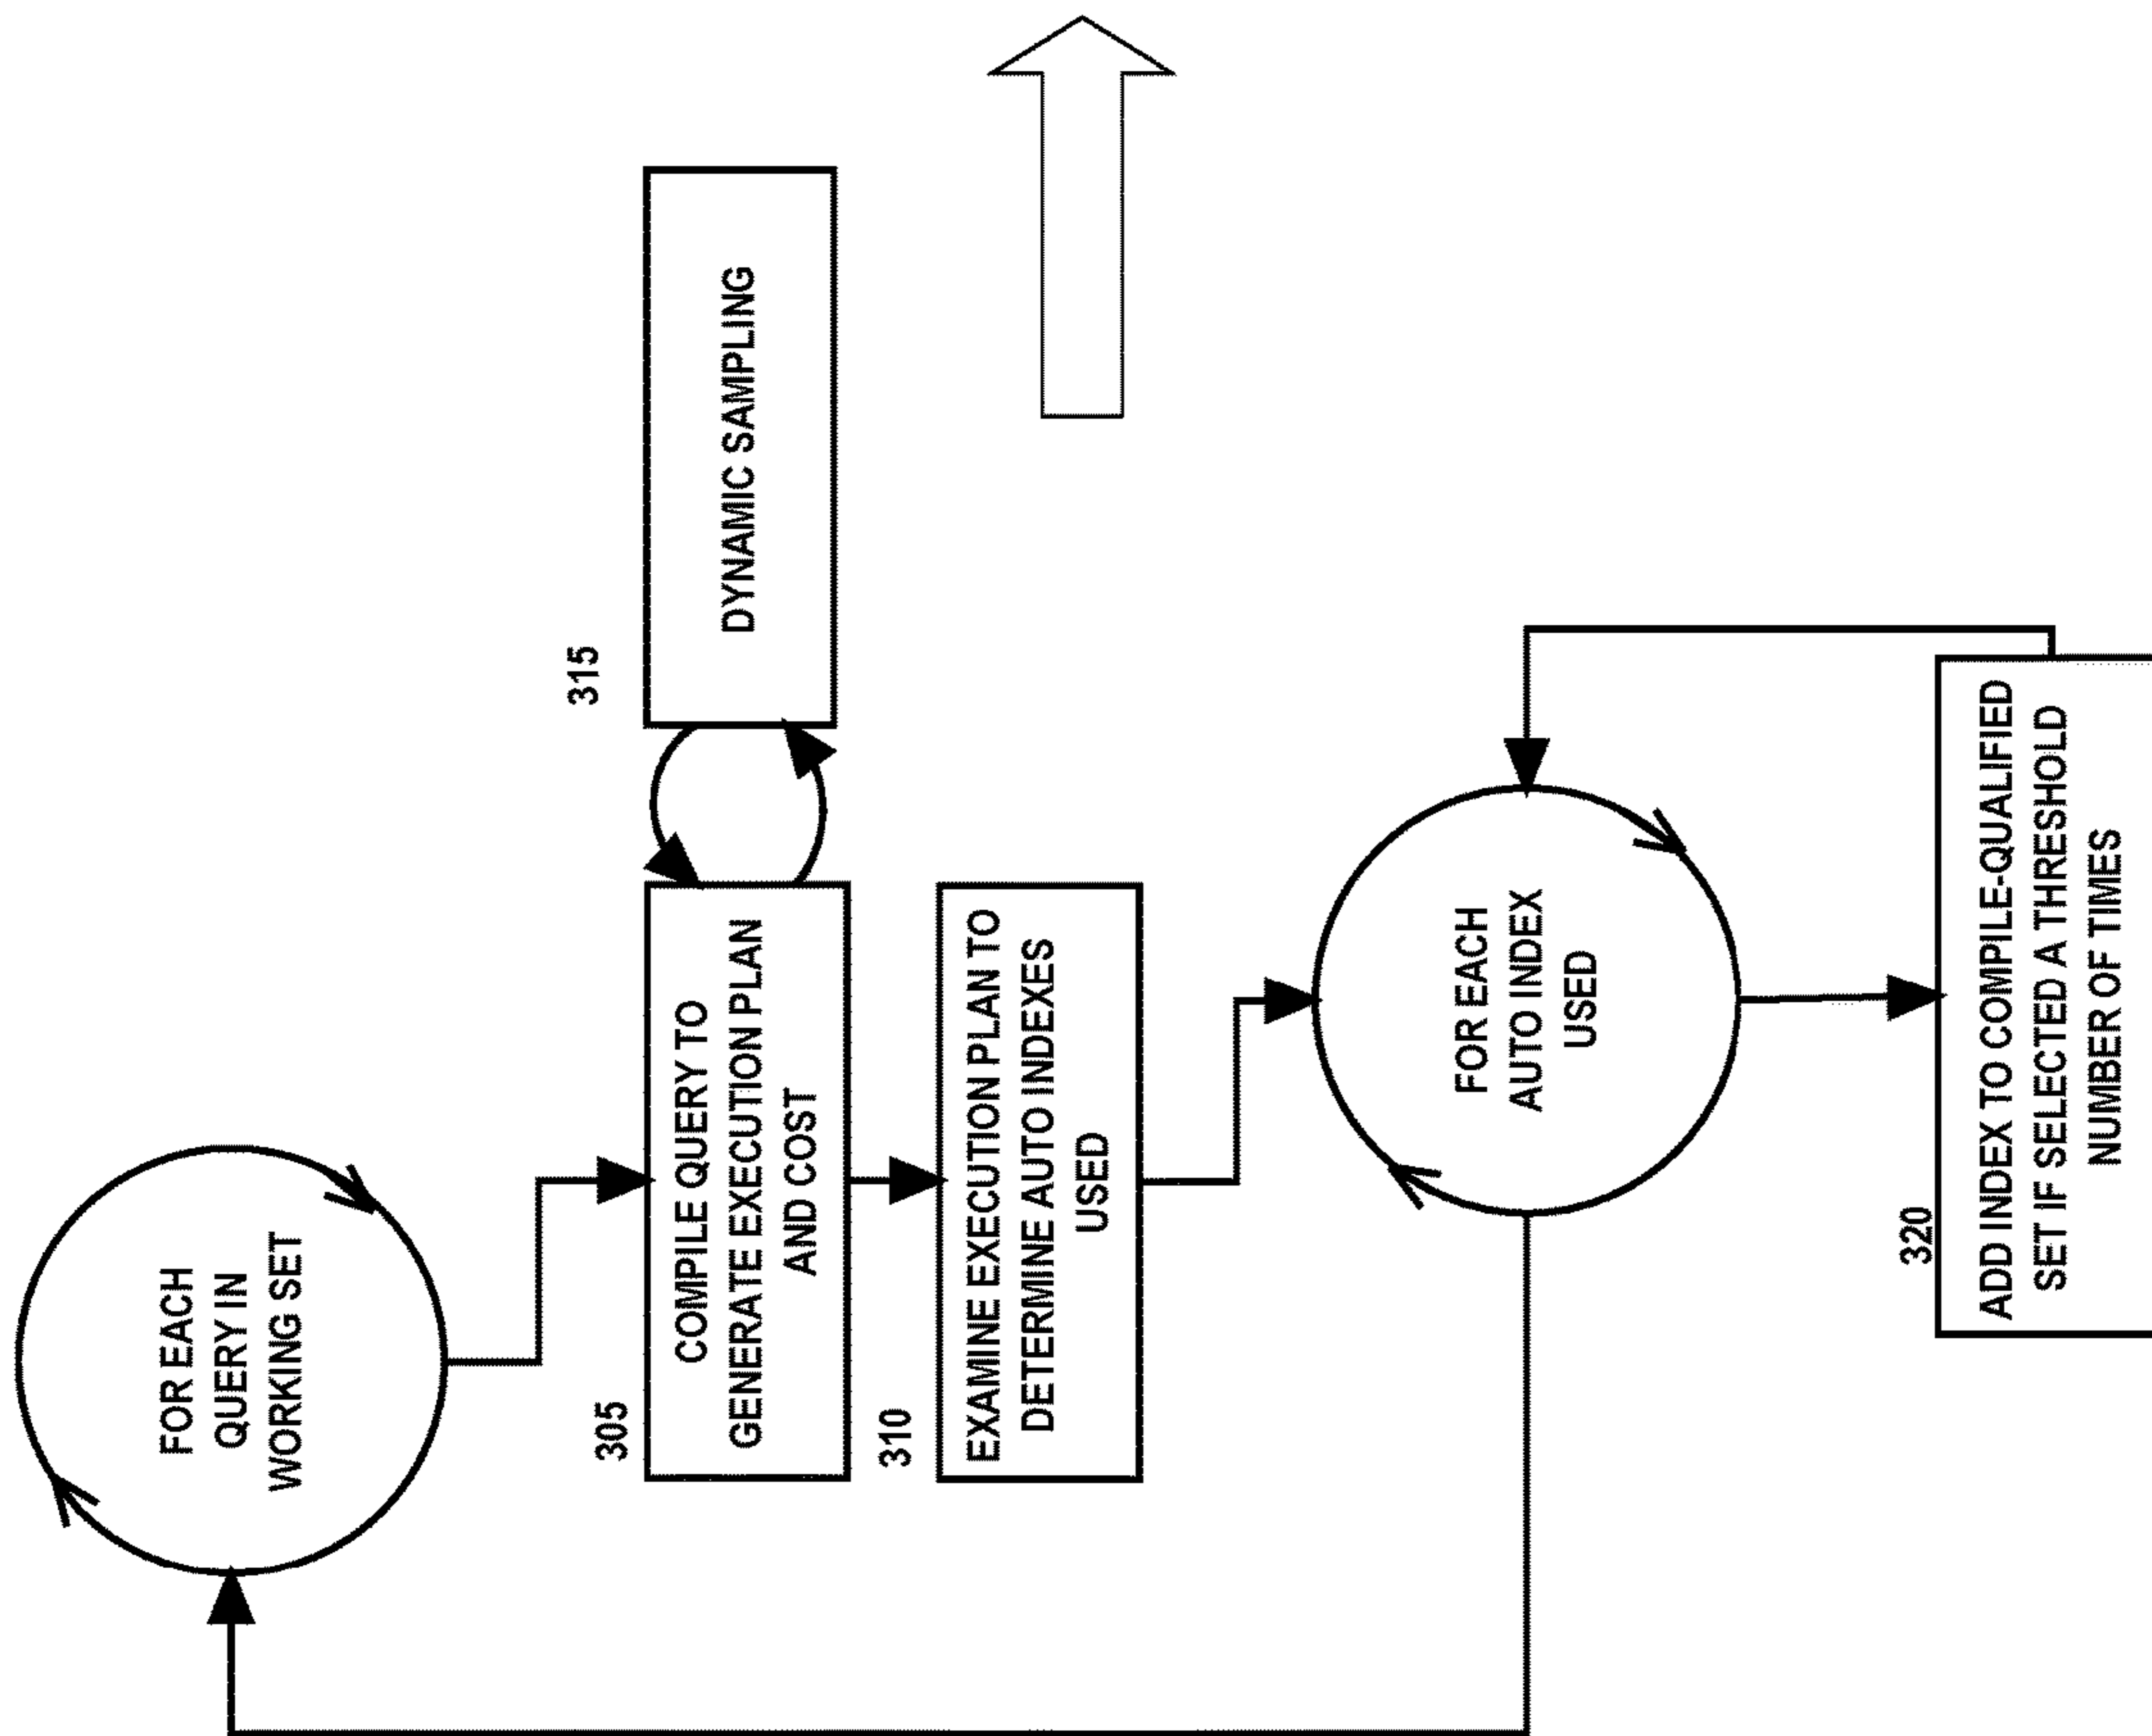 FOR EACH
QUERY IN
WORKING SET
305
COMPILE QUERY TO
GENERATE EXECUTION PLAN
AND COST
315
DYNAMIC SAMPLING
310
EXAMINE EXECUTION PLAN TO
DETERMINE AUTO INDEXES
USED
FOR EACH
AUTO INDEX
USED
320
ADD INDEX TO COMPILE-QUALIFIED
SET IF SELECTED A THRESHOLD
NUMBER OF TIMES